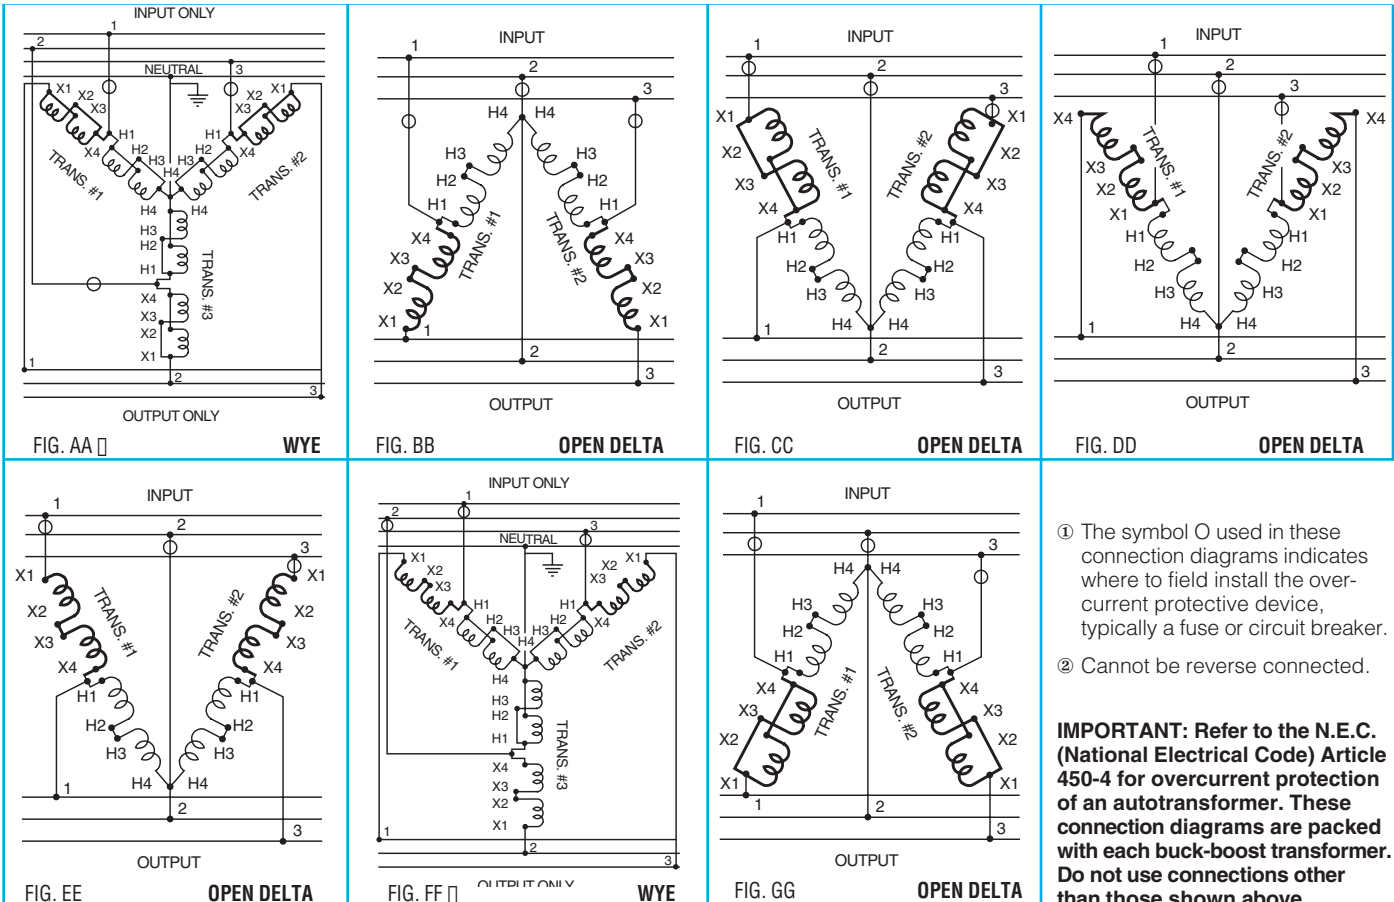 INPUT ONLY
1
2
NEUTRAL
3
X1
X2
X3
X2
X1
X3
H1
H1
X4
H2
H3
H3
H2
X4
H4
TRANS. #1
TRANS. #2
H4
H4
H3
H2
H1
TRANS. #3
X4
X3
X2
X1
1
2
3
OUTPUT ONLY
FIG. AA
WYE
INPUT
1
2
3
H4
H4
H3
H3
H2
H2
H1
H1
X4
TRANS. #1
TRANS. #2
X4
X3
X3
X2
X2
X1
X1
1
2
3
OUTPUT
FIG. BB
OPEN DELTA
INPUT
1
2
3
X1
X1
TRANS. #1
TRANS. #2
X2
X2
X3
X3
X4
X4
H1
H1
H2
H2
H3
H3
H4
H4
1
2
3
OUTPUT
FIG. CC
OPEN DELTA
INPUT
1
2
3
X4
X4
TRANS. #1
TRANS. #2
X3
X3
X2
X2
X1
X1
H1
H1
H2
H2
H3
H3
H4
H4
1
2
3
OUTPUT
FIG. DD
OPEN DELTA
INPUT
1
2
3
X1
X1
TRANS. #1
TRANS. #2
X2
X2
X3
X3
X4
X4
H1
H1
H2
H2
H3
H3
H4
H4
1
2
3
OUTPUT
FIG. EE
OPEN DELTA
INPUT ONLY
1
2
3
NEUTRAL
X1
X2
X3
X3
X2
X1
H1
H1
X4
H2
H3
H3
H2
X4
H4
TRANS. #1
TRANS. #2
H4
H3
H2
H1
TRANS. #3
X4
X3
X2
X1
1
2
3
OUTPUT ONLY
FIG. FF
WYE
INPUT
1
2
3
H4
H4
H3
H3
H2
H2
H1
H1
X4
X4
TRANS. #1
TRANS. #2
X3
X3
X2
X2
X1
X1
1
2
3
OUTPUT
FIG. GG
OPEN DELTA
① The symbol O used in these
connection diagrams indicates
where to field install the over-
current protective device,
typically a fuse or circuit breaker.
② Cannot be reverse connected.
IMPORTANT: Refer to the N.E.C.
(National Electrical Code) Article
450-4 for overcurrent protection
of an autotransformer. These
connection diagrams are packed
with each buck-boost transformer.
Do not use connections other
than those shown above